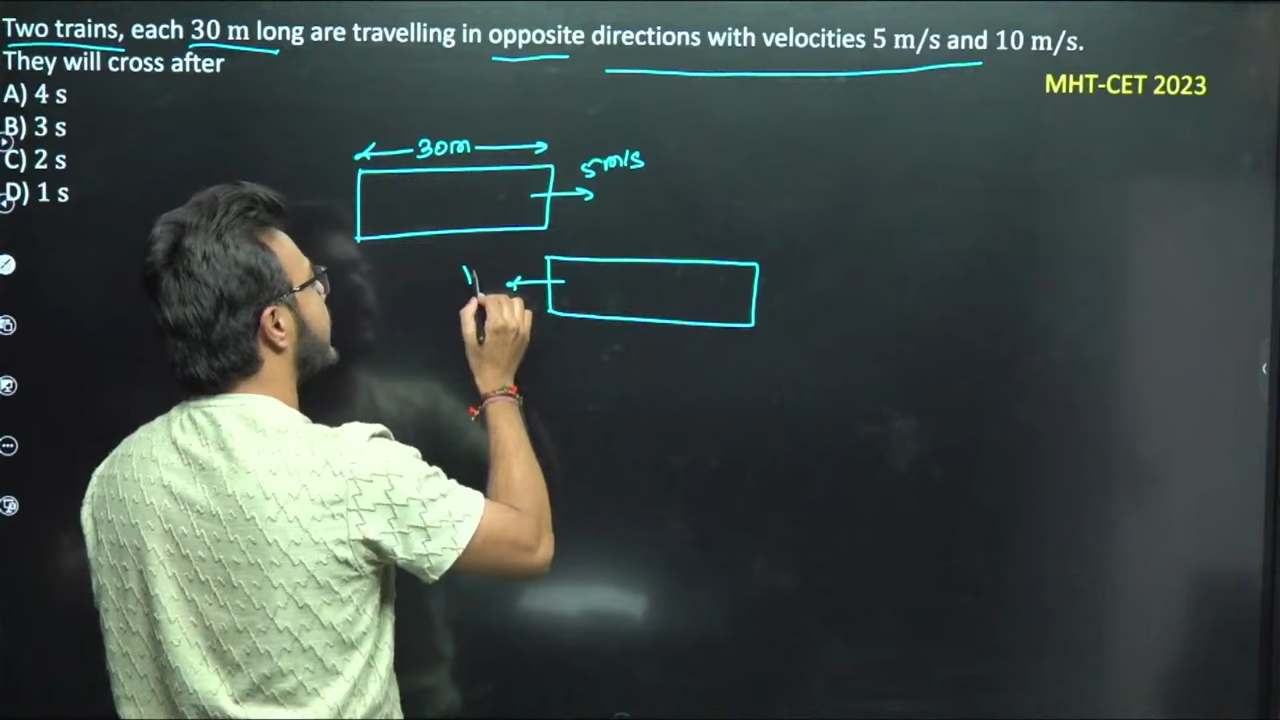 Two trains, each 30 m long are travelling in opposite directions with velocities 5 m/s and 10 m/s.
They will cross after
MHT-CET 2023
A) 4 s
B) 3 s
C) 2 s
D) 1 s
30m
5m/s